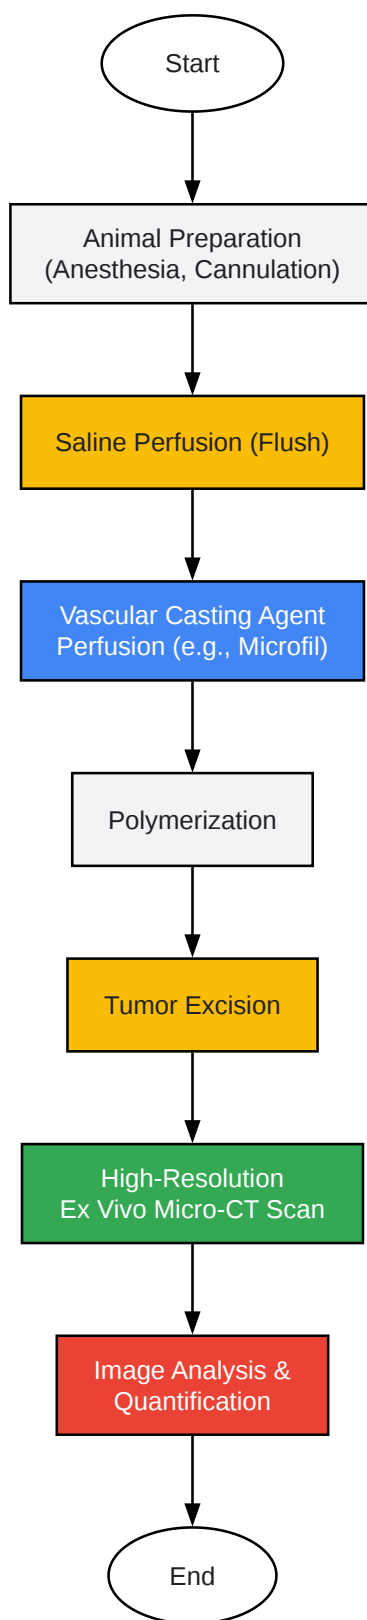 Start
Animal Preparation
(Anesthesia, Cannulation)
Saline Perfusion (Flush)
Vascular Casting Agent
Perfusion (e.g., Microfil)
Polymerization
Tumor Excision
High-Resolution
Ex Vivo Micro-CT Scan
Image Analysis &
Quantification
End